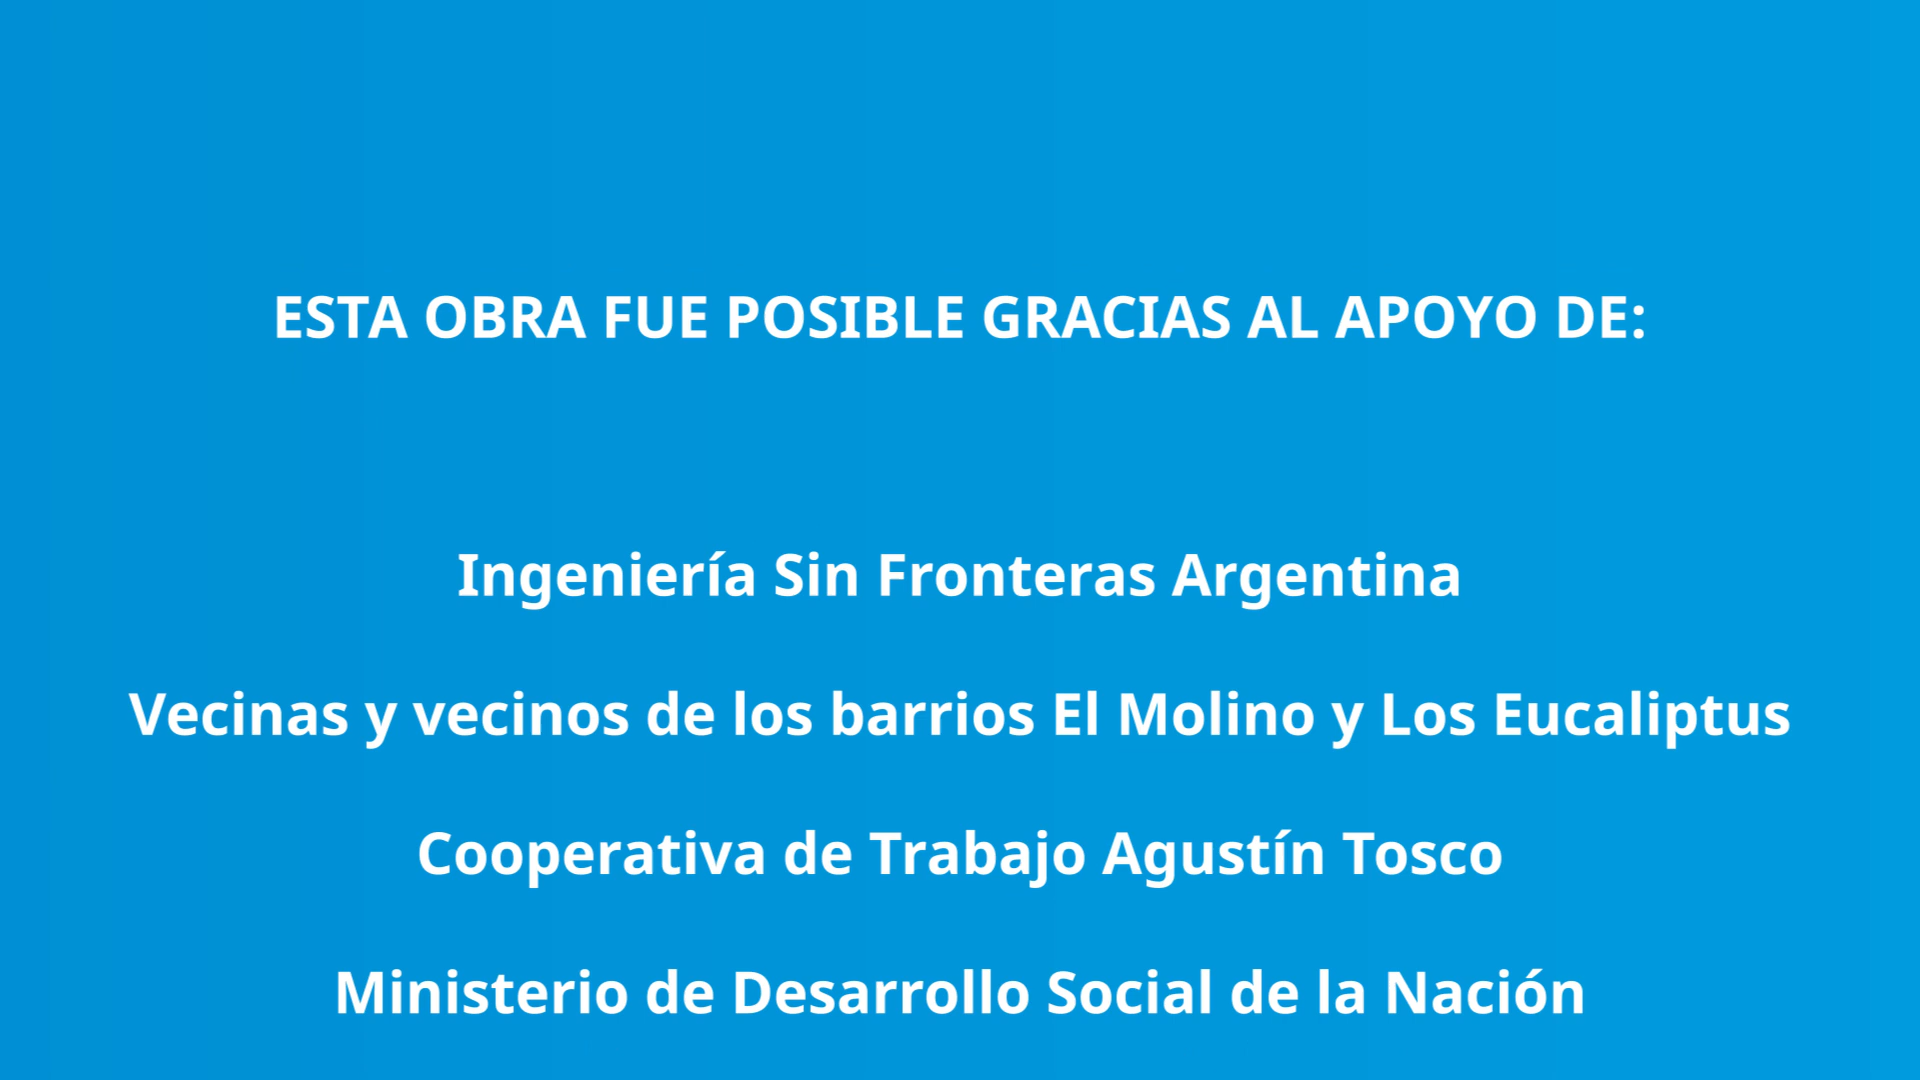 ESTA OBRA FUE POSIBLE GRACIAS AL APOYO DE:
Ingeniería Sin Fronteras Argentina
Vecinas y vecinos de los barrios El Molino y Los Eucaliptus
Cooperativa de Trabajo Agustín Tosco
Ministerio de Desarrollo Social de la Nación